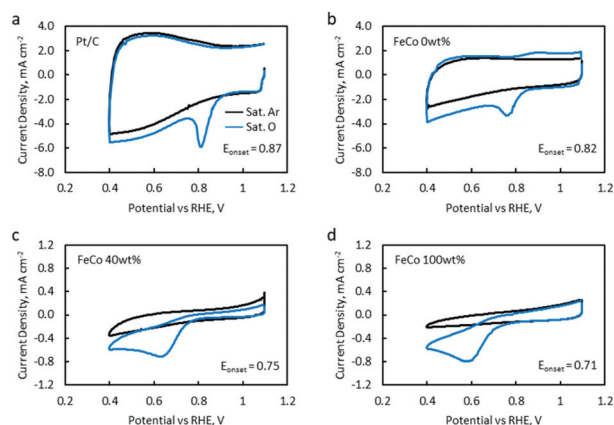 a
Pt/C
4.0
2.0
0.0
-2.0
-4.0
-6.0
-8.0
Current Density, mA cm⁻²
Sat. Ar
Sat. O
Eonset = 0.87
0.2 0.4 0.6 0.8 1 1.2
Potential vs RHE, V
b
FeCo 0wt%
4.0
2.0
0.0
-2.0
-4.0
-6.0
-8.0
Current Density, mA cm⁻²
Eonset = 0.82
0.2 0.4 0.6 0.8 1 1.2
Potential vs RHE, V
c
FeCo 40wt%
1.2
0.8
0.4
0.0
-0.4
-0.8
-1.2
Current Density, mA cm⁻²
Eonset = 0.75
0.2 0.4 0.6 0.8 1 1.2
Potential vs RHE, V
d
FeCo 100wt%
1.2
0.8
0.4
0.0
-0.4
-0.8
-1.2
Current Density, mA cm⁻²
Eonset = 0.71
0.2 0.4 0.6 0.8 1 1.2
Potential vs RHE, V